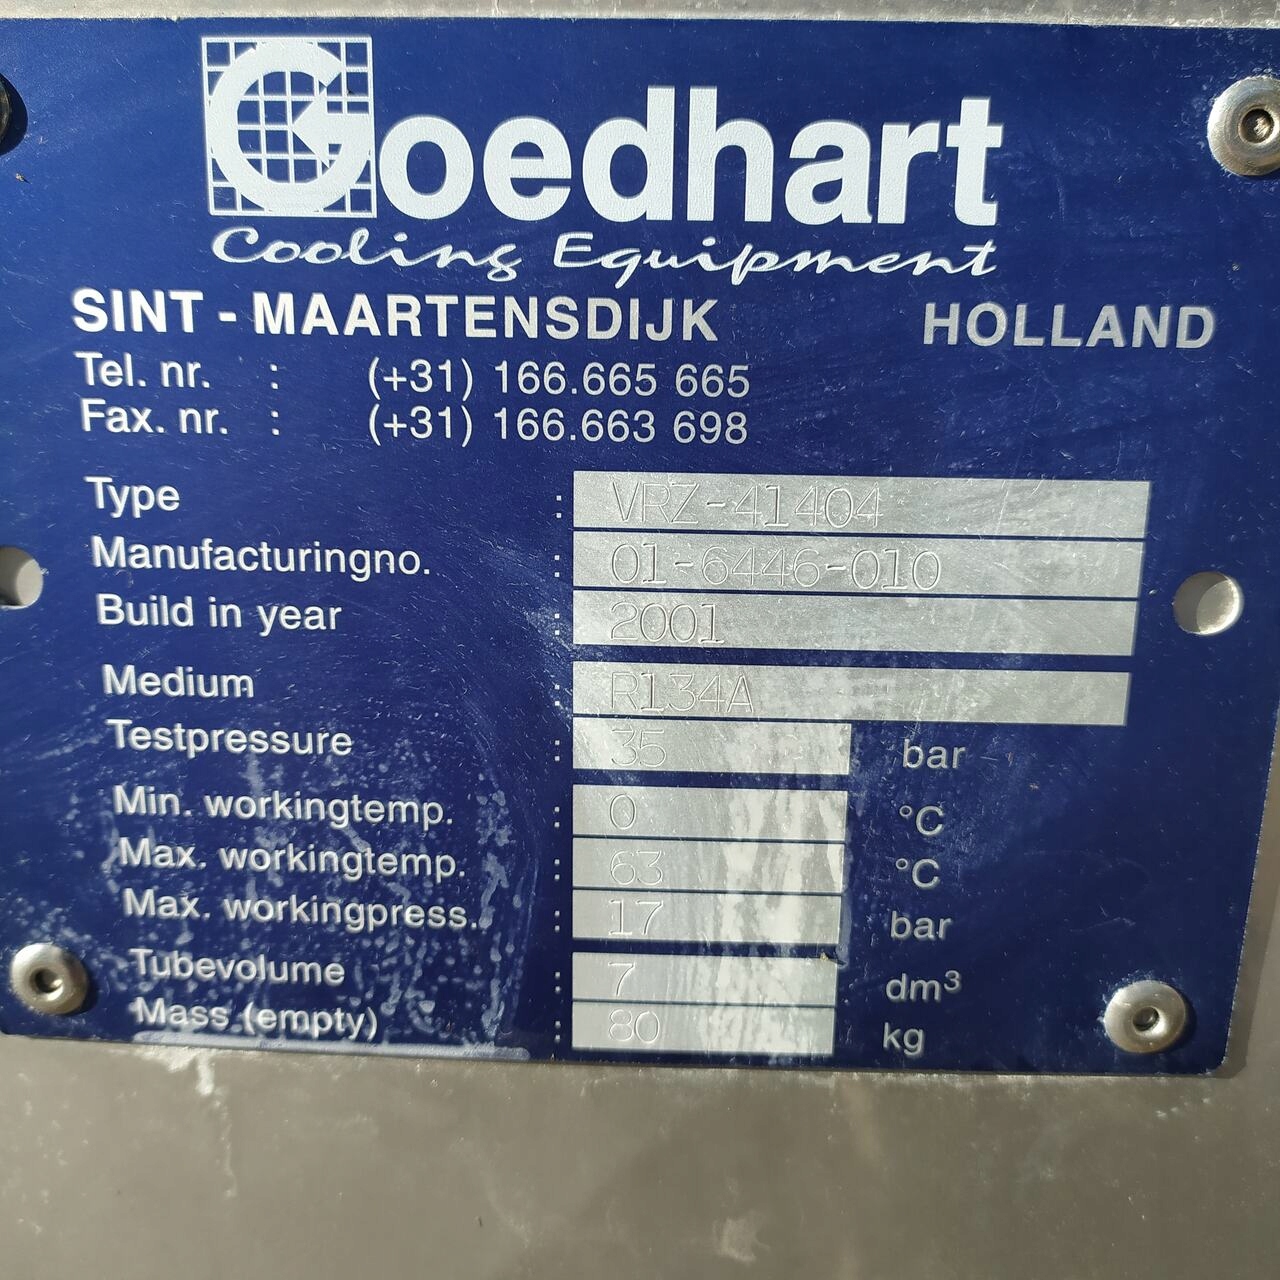 Goedhart
Cooling Equipment
SINT - MAARTENSDIJK HOLLAND
Tel. nr. : (+31) 166.665 665
Fax. nr. : (+31) 166.663 698
Type : VRZ-41404
Manufacturingno. : 01-6446-010
Build in year : 2001
Medium : R134A
Testpressure : 35 bar
Min. workingtemp. : 0 °C
Max. workingtemp. : 63 °C
Max. workingpress. : 17 bar
Tubevolume : 7 dm³
Mass (empty) : 80 kg